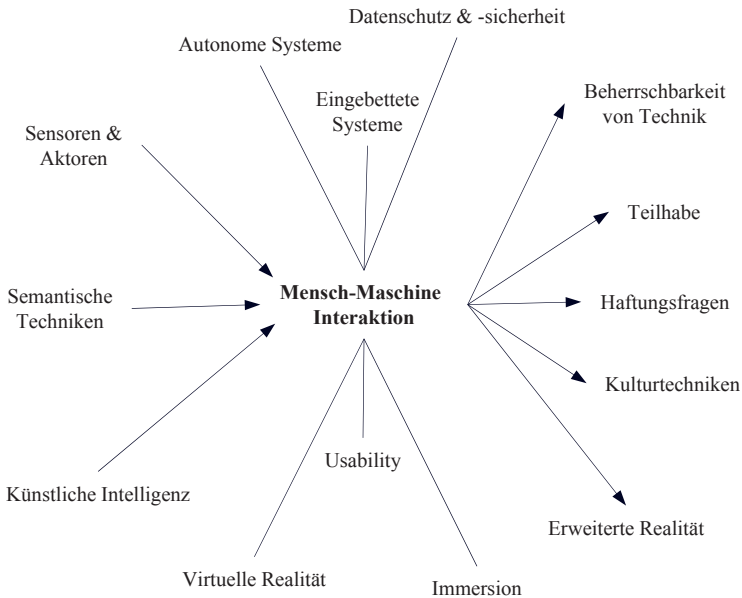 Datenschutz & -sicherheit
Autonome Systeme
Eingebettete
Systeme
Beherrschbarkeit
von Technik
Sensoren &
Aktoren
Teilhabe
Semantische
Techniken
Mensch-Maschine
Interaktion
Haftungsfragen
Kulturtechniken
Usability
Künstliche Intelligenz
Erweiterte Realität
Virtuelle Realität
Immersion